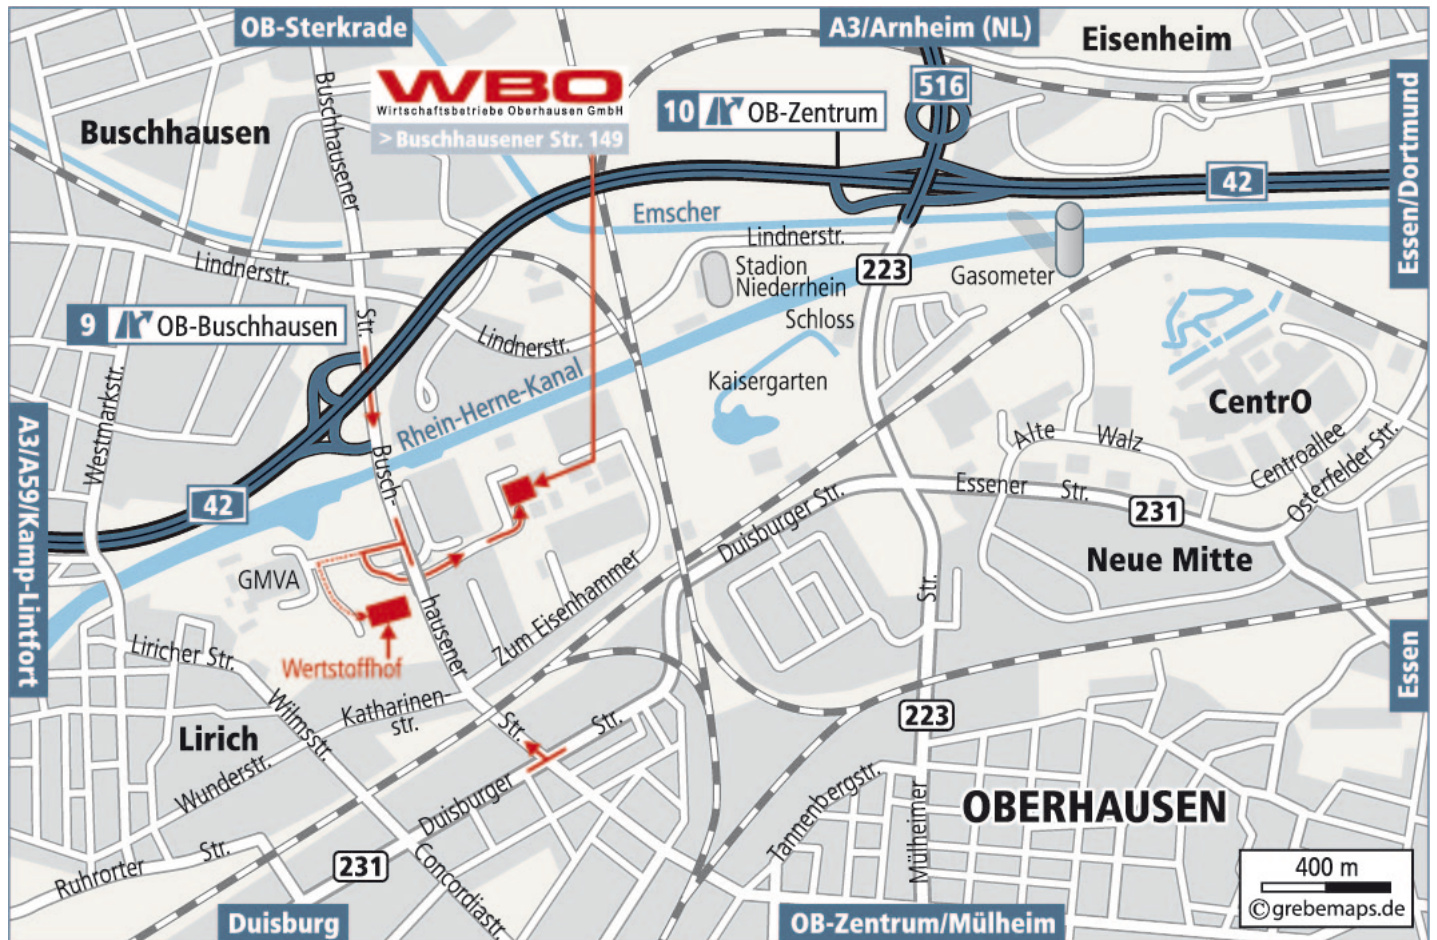 OB-Sterkrade
A3/Arnheim (NL)
Eisenheim
WBO
Wirtschaftsbetriebe Oberhausen GmbH
> Buschhausener Str. 149
516
10 OB-Zentrum
Buschhausen
Buschhausener
Str.
42
Essen/Dortmund
Emscher
Lindnerstr.
Lindnerstr.
Stadion
Niederrhein
223
Gasometer
9 OB-Buschhausen
Lindnerstr.
Schloss
Kaisergarten
Rhein-Herne-Kanal
CentrO
Westmarkstr.
A3/A59/Kamp-Lintfort
Alte Walz
Centroallee
Osterfelder Str.
42
Busch-
hausener
Str.
Essener Str.
231
Duisburger Str.
Neue Mitte
GMVA
Wertstoffhof
Zum Eisenhammer
Str.
Liricher Str.
Katharinen-
str.
Wilmsstr.
Lirich
Wunderstr.
Essen
223
Str.
Duisburger
Tannenbergstr.
Mülheimer
OBERHAUSEN
Ruhrorter Str.
231
Concordiastr.
400 m
©grebemaps.de
Duisburg
OB-Zentrum/Mülheim